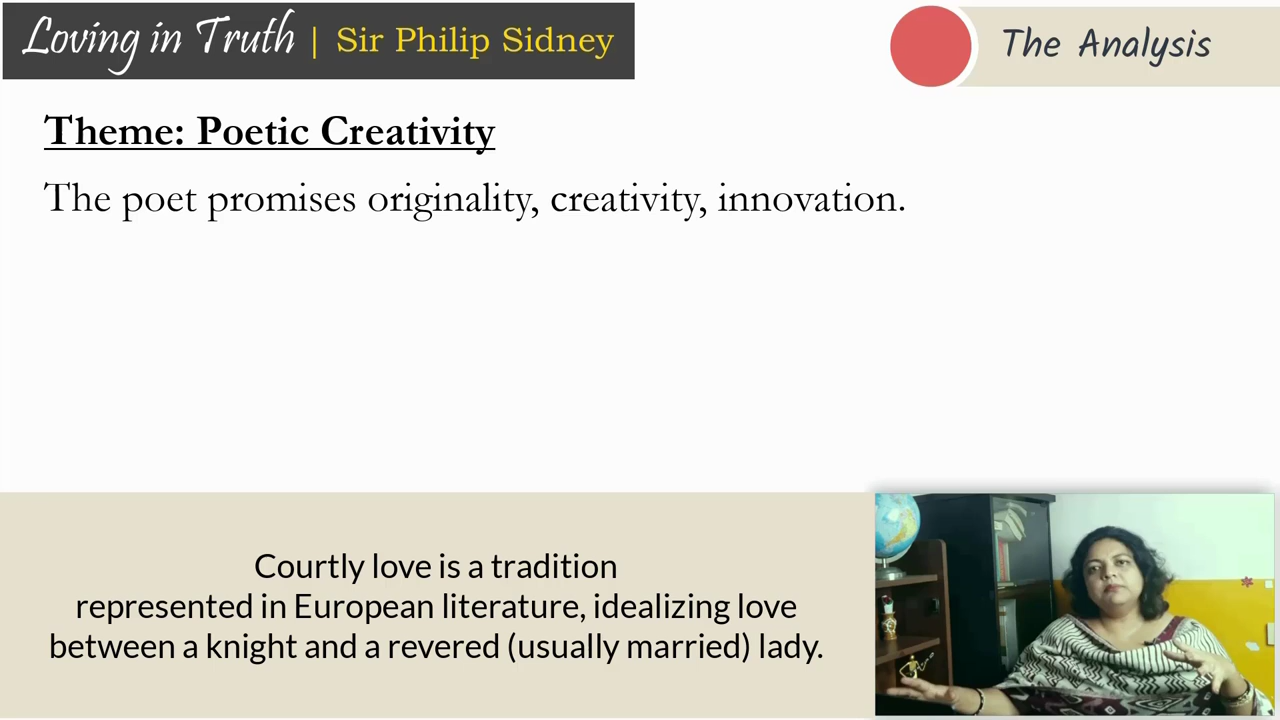 Loving in Truth | Sir Philip Sidney
The Analysis
Theme: Poetic Creativity
The poet promises originality, creativity, innovation.
Courtly love is a tradition
represented in European literature, idealizing love
between a knight and a revered (usually married) lady.